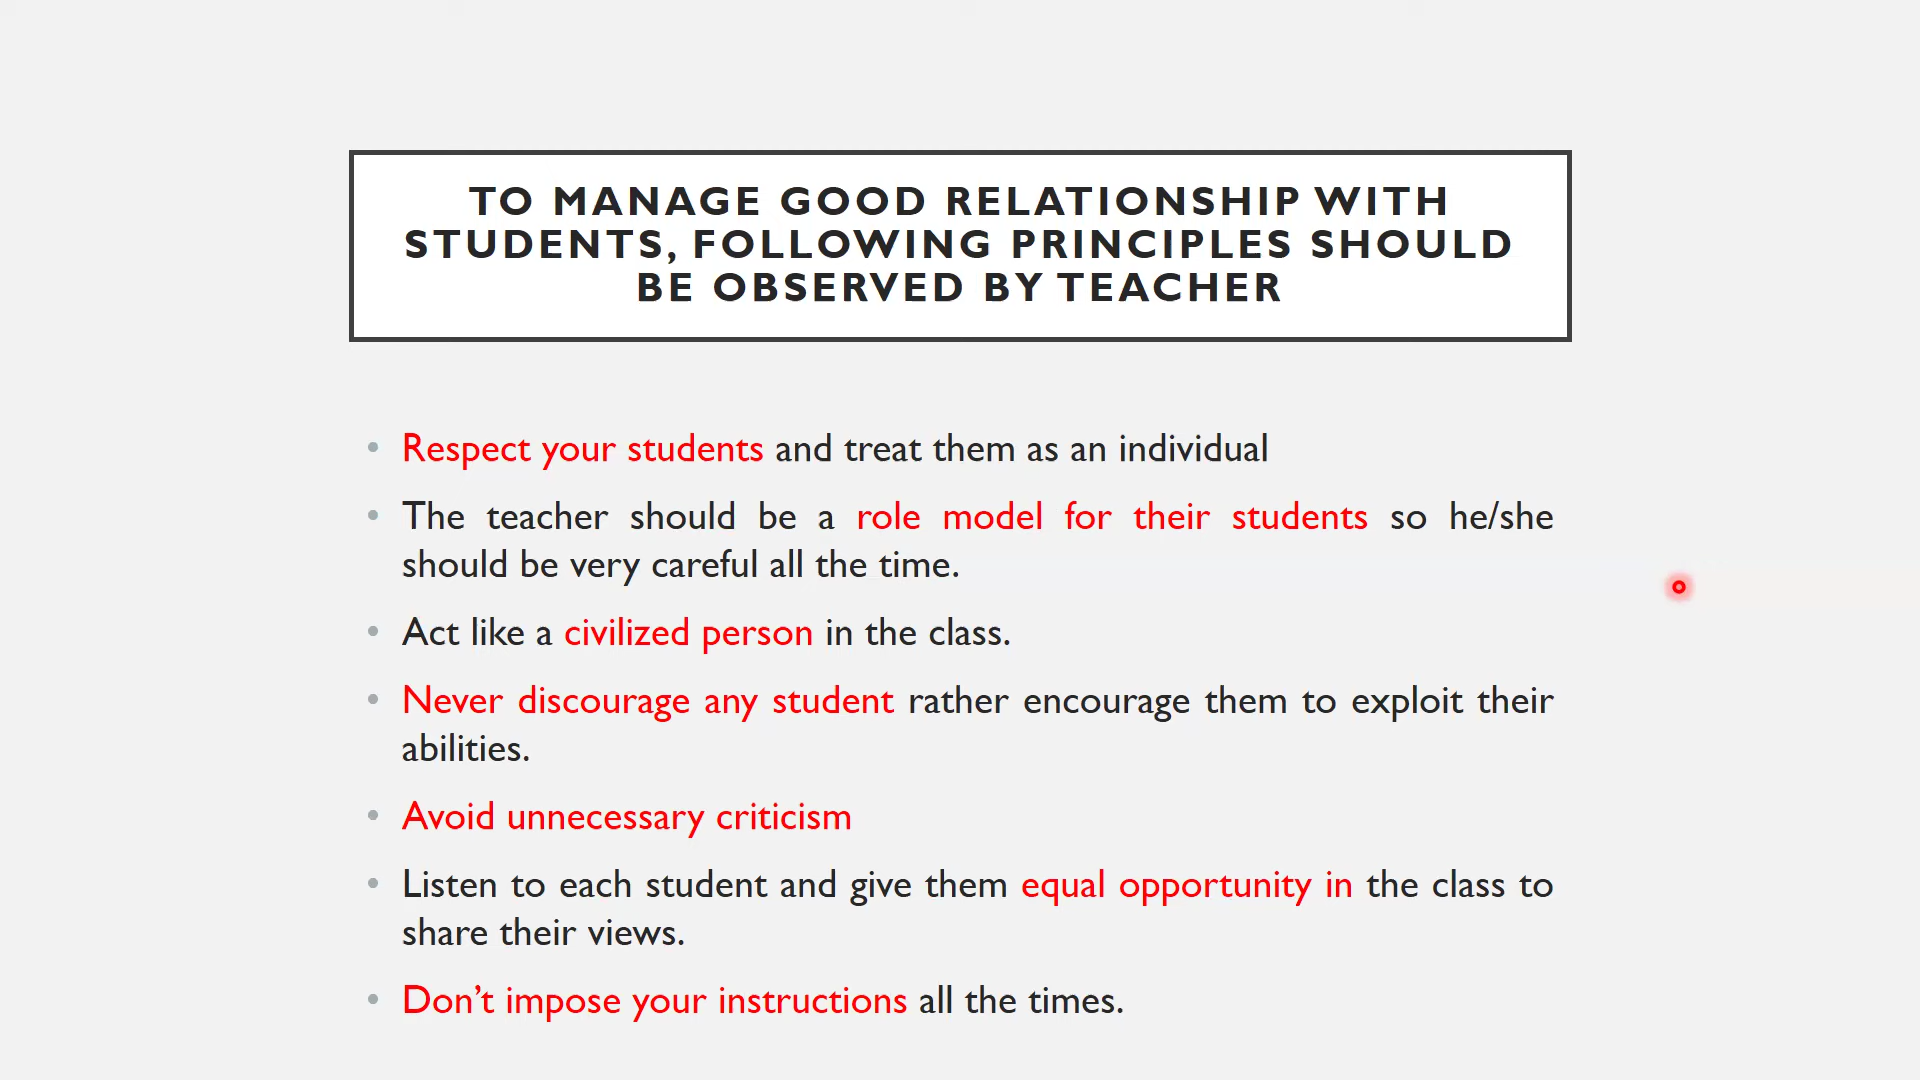 TO MANAGE GOOD RELATIONSHIP WITH
STUDENTS, FOLLOWING PRINCIPLES SHOULD
BE OBSERVED BY TEACHER
• Respect your students and treat them as an individual
• The teacher should be a role model for their students so he/she
should be very careful all the time.
• Act like a civilized person in the class.
• Never discourage any student rather encourage them to exploit their
abilities.
• Avoid unnecessary criticism
• Listen to each student and give them equal opportunity in the class to
share their views.
• Don’t impose your instructions all the times.